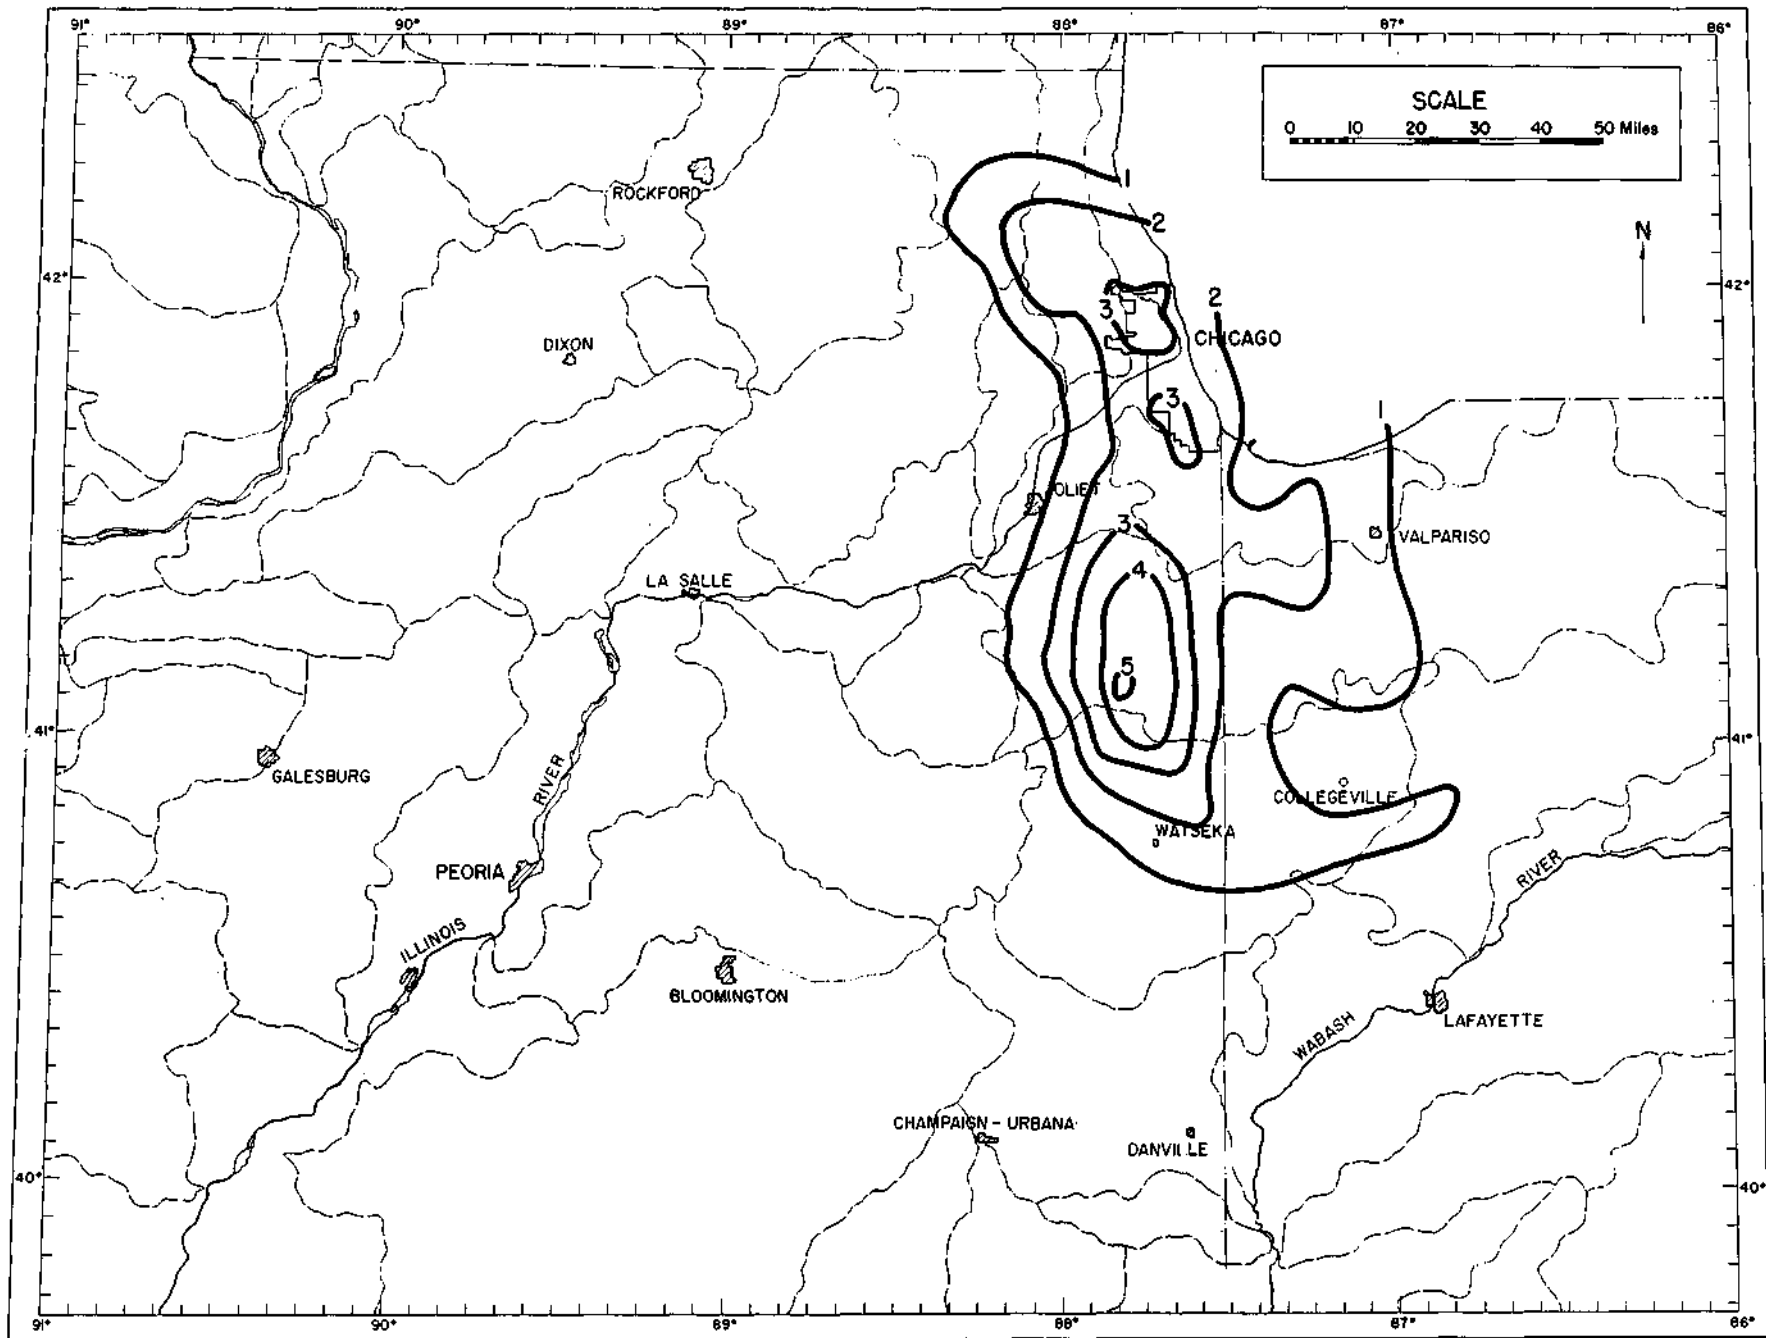 91° 90° 89° 88° 87° 86°
SCALE
0 10 20 30 40 50 Miles
1
ROCKFORD
2
N
42° 42°
3 2
DIXON CHICAGO
3 1
OLIET
3 VALPARISO
LA SALLE 4
5
41° 41°
GALESBURG RIVER COLLEGEVILLE
WATSEKA
PEORIA RIVER
ILLINOIS
BLOOMINGTON
LAFAYETTE
WABASH
CHAMPAIGN - URBANA
DANVILLE
40° 40°
91° 90° 89° 88° 87° 86°